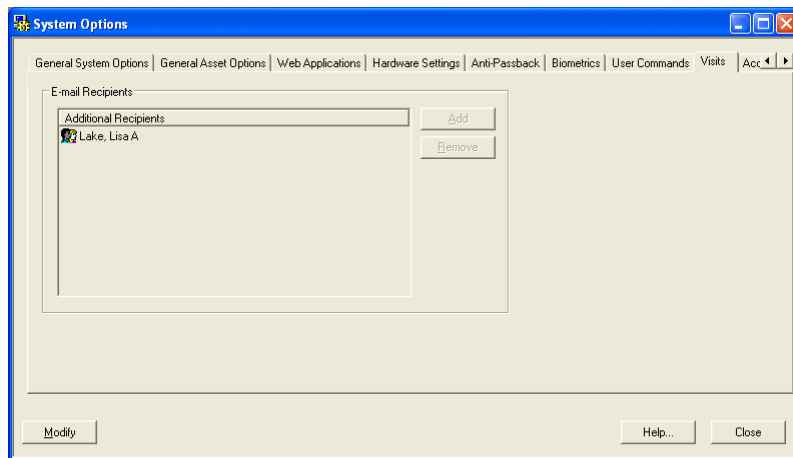 System Options
General System Options General Asset Options Web Applications Hardware Settings Anti-Passback Biometrics User Commands Visits Acc
E-mail Recipients
Additional Recipients
Add
Lake, Lisa A
Remove
Modify Help... Close